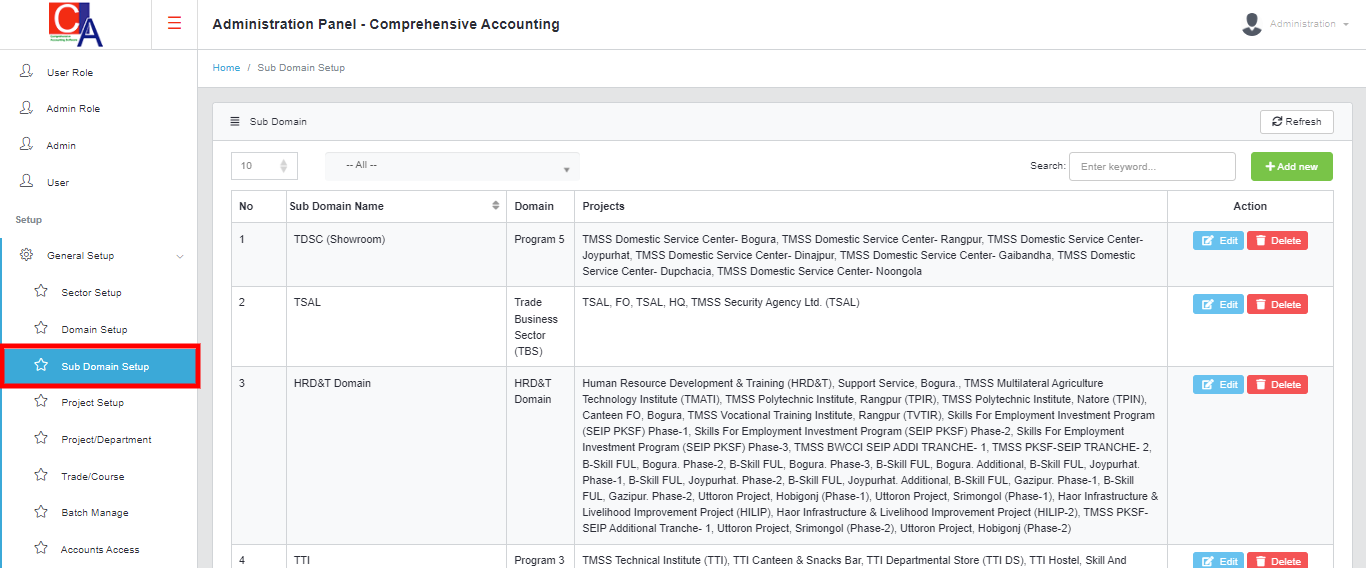 CA
Administration Panel - Comprehensive Accounting
Administration
User Role
Admin Role
Admin
User
Setup
General Setup
Sector Setup
Domain Setup
Sub Domain Setup
Project Setup
Project/Department
Trade/Course
Batch Manage
Accounts Access
Home / Sub Domain Setup
Sub Domain
Refresh
10
-- All --
Search: Enter keyword...
Add new
No Sub Domain Name Domain Projects Action
1 TDSC (Showroom) Program 5 TMSS Domestic Service Center- Bogura, TMSS Domestic Service Center- Rangpur, TMSS Domestic Service Center-
Joypurhat, TMSS Domestic Service Center- Dinajpur, TMSS Domestic Service Center- Gaibandha, TMSS Domestic
Service Center- Dupchacia, TMSS Domestic Service Center- Noongola
Edit Delete
2 TSAL Trade
Business
Sector
(TBS)
TSAL, FO, TSAL, HQ, TMSS Security Agency Ltd. (TSAL)
Edit Delete
3 HRD&T Domain HRD&T
Domain
Human Resource Development & Training (HRD&T), Support Service, Bogura., TMSS Multilateral Agriculture
Technology Institute (TMATI), TMSS Polytechnic Institute, Rangpur (TPIR), TMSS Polytechnic Institute, Natore (TPIN),
Canteen FO, Bogura, TMSS Vocational Training Institute, Rangpur (TVTIR), Skills For Employment Investment Program
(SEIP PKSF) Phase-1, Skills For Employment Investment Program (SEIP PKSF) Phase-2, Skills For Employment
Investment Program (SEIP PKSF) Phase-3, TMSS BWCCI SEIP ADDI TRANCHE- 1, TMSS PKSF-SEIP TRANCHE- 2,
B-Skill FUL, Bogura. Phase-2, B-Skill FUL, Bogura. Phase-3, B-Skill FUL, Bogura. Additional, B-Skill FUL, Joypurhat.
Phase-1, B-Skill FUL, Joypurhat. Phase-2, B-Skill FUL, Joypurhat. Additional, B-Skill FUL, Gazipur. Phase-1, B-Skill
FUL, Gazipur. Phase-2, Uttoron Project, Hobigonj (Phase-1), Uttoron Project, Srimongol (Phase-1), Haor Infrastructure &
Livelihood Improvement Project (HILIP), Haor Infrastructure & Livelihood Improvement Project (HILIP-2), TMSS PKSF-
SEIP Additional Tranche- 1, Uttoron Project, Srimongol (Phase-2), Uttoron Project, Hobigonj (Phase-2)
Edit Delete
4 TTI Program 3 TMSS Technical Institute (TTI), TTI Canteen & Snacks Bar, TTI Departmental Store (TTI DS), TTI Hostel, Skill And
Edit Delete